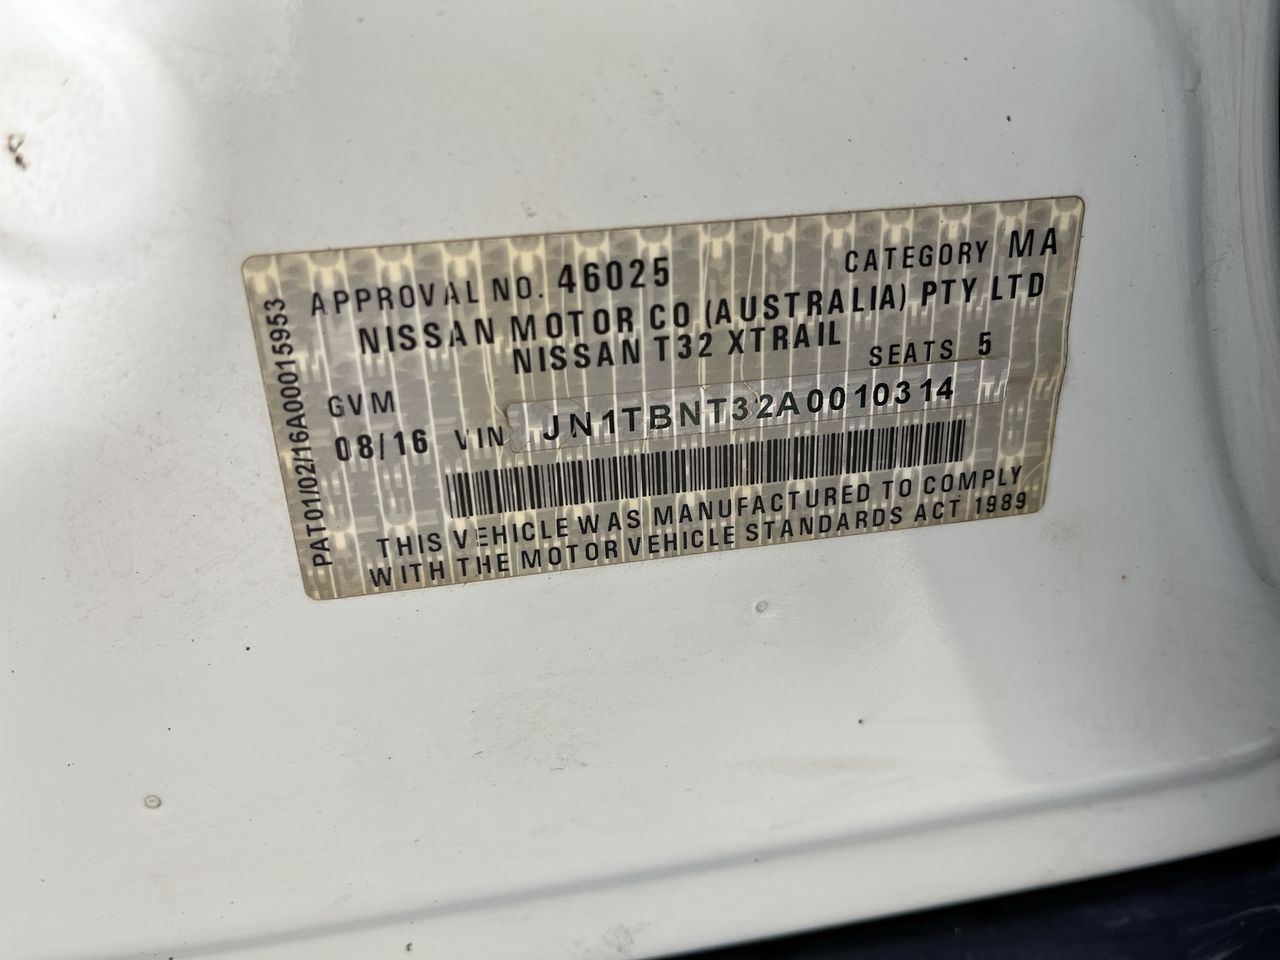 APPROVAL NO. 46025 CATEGORY MA
NISSAN MOTOR CO (AUSTRALIA) PTY LTD
NISSAN T32 XTRAIL
SEATS 5
GVM
08/16 VIN JN1TBNT32A0010314
THIS VEHICLE WAS MANUFACTURED TO COMPLY
WITH THE MOTOR VEHICLE STANDARDS ACT 1989
PAT01/02/16A00015953